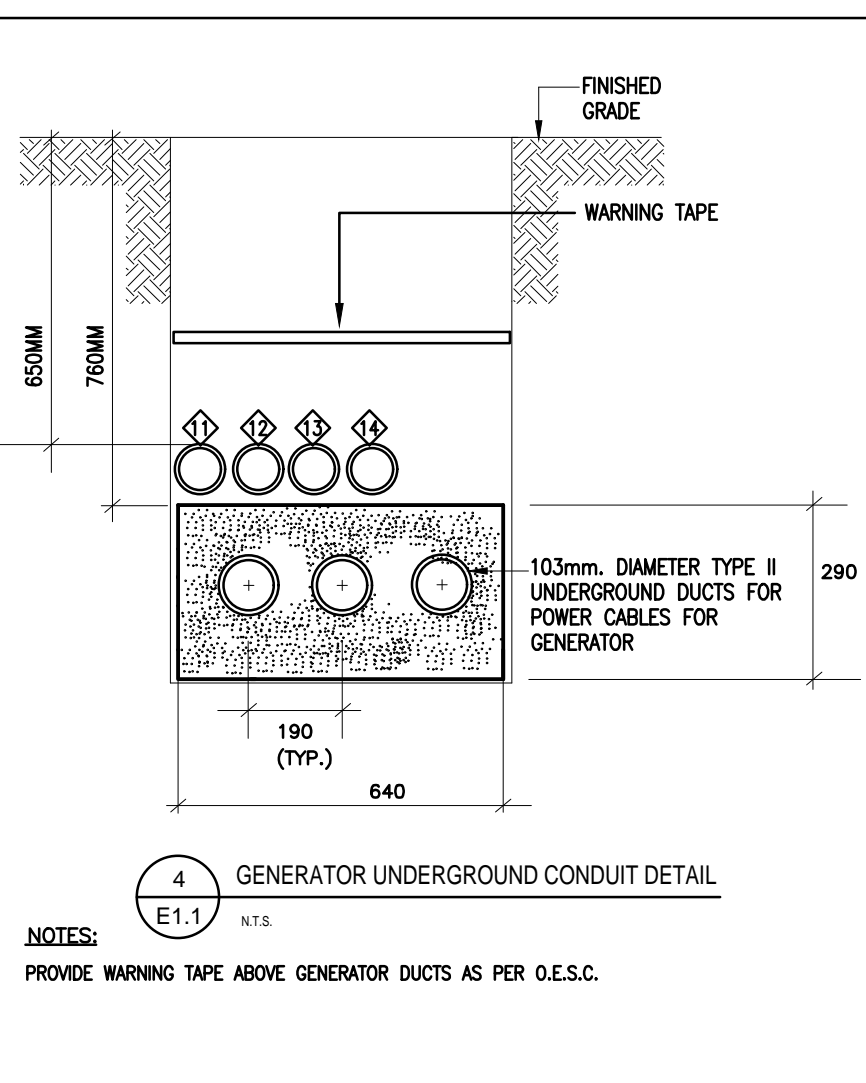 FINISHED
GRADE
WARNING TAPE
650MM
760MM
11 12 13 14
103mm. DIAMETER TYPE II
UNDERGROUND DUCTS FOR
POWER CABLES FOR
GENERATOR
290
190
(TYP.)
640
4
E1.1
GENERATOR UNDERGROUND CONDUIT DETAIL
N.T.S.
NOTES:
PROVIDE WARNING TAPE ABOVE GENERATOR DUCTS AS PER O.E.S.C.